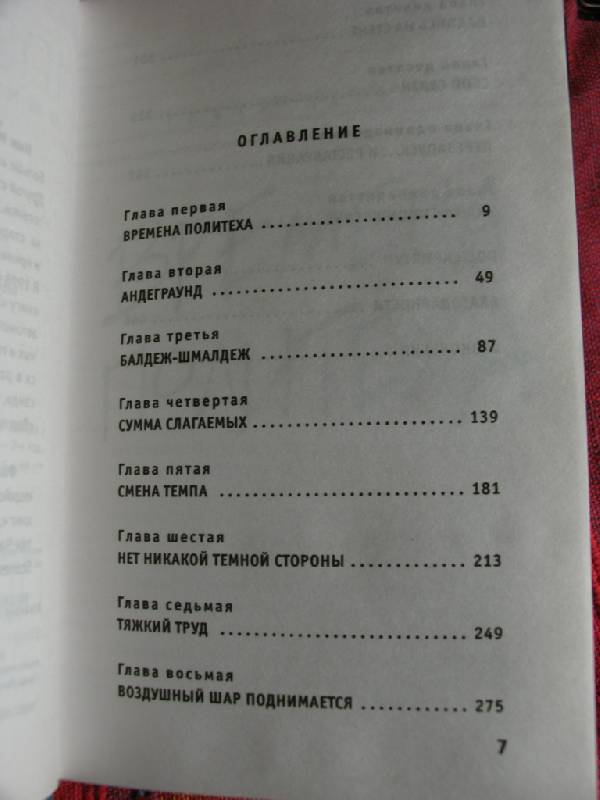 ОГЛАВЛЕНИЕ
Глава первая
ВРЕМЕНА ПОЛИТЕХА ........................ 9
Глава вторая
АНДЕГРАУНД ............................. 49
Глава третья
БАЛДЕЖ-ШМАЛДЕЖ ......................... 87
Глава четвертая
СУММА СЛАГАЕМЫХ ........................ 139
Глава пятая
СМЕНА ТЕМПА ............................ 181
Глава шестая
НЕТ НИКАКОЙ ТЕМНОЙ СТОРОНЫ ............ 213
Глава седьмая
ТЯЖКИЙ ТРУД ............................ 249
Глава восьмая
ВОЗДУШНЫЙ ШАР ПОДНИМАЕТСЯ ............ 275
7